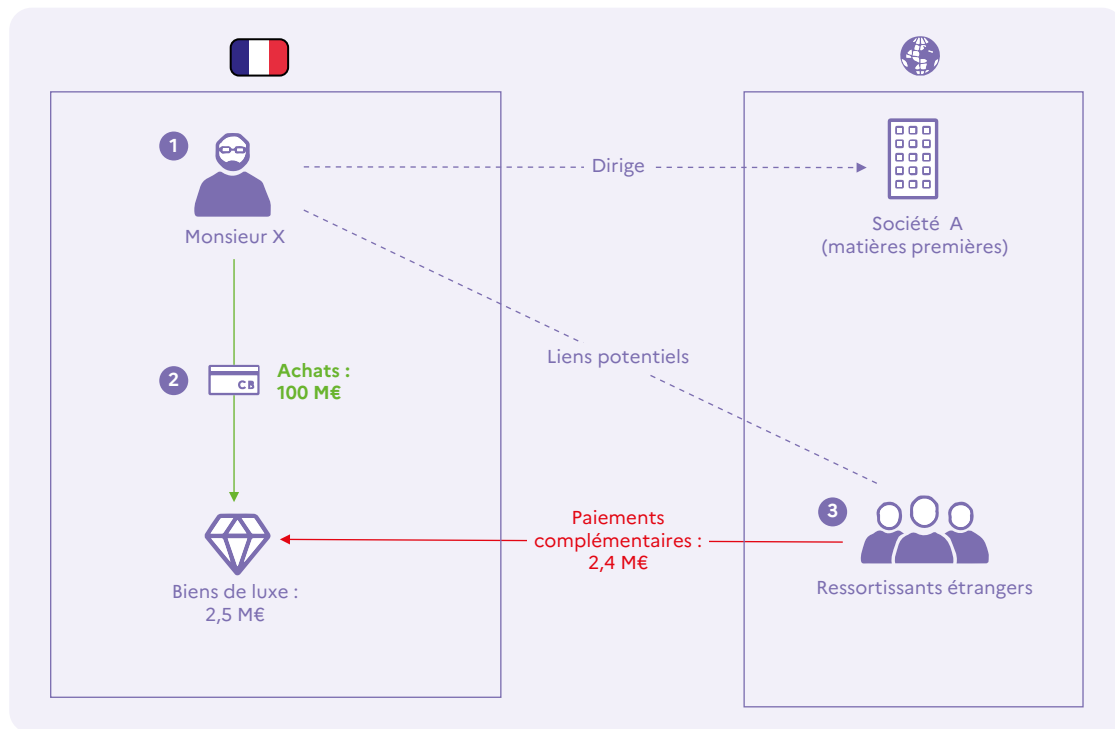 1
Monsieur X
Dirige
Société A
(matières premières)
Liens potentiels
2
CB
Achats :
100 M€
3
Paiements
complémentaires :
2,4 M€
Biens de luxe :
2,5 M€
Ressortissants étrangers